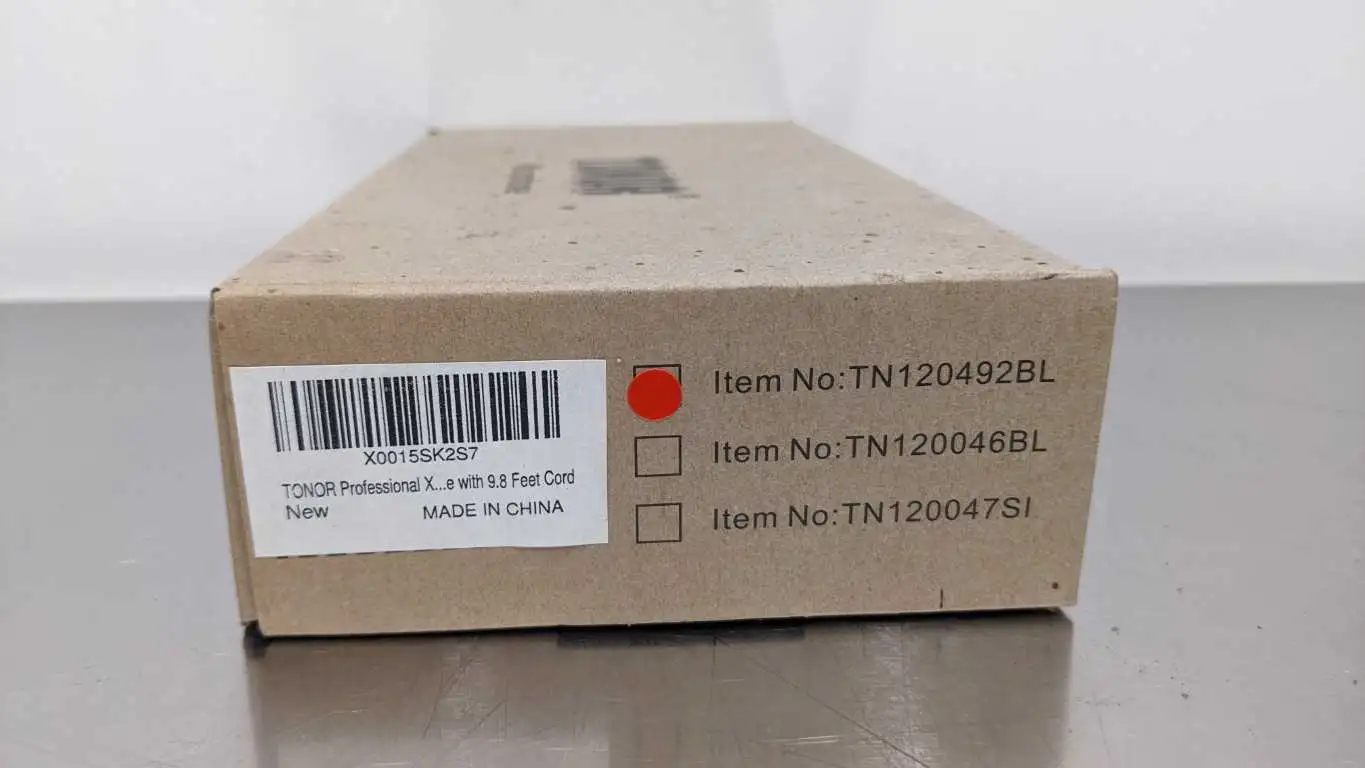 X0015SK2S7
TONOR Professional X...e with 9.8 Feet Cord
New MADE IN CHINA
Item No:TN120492BL
Item No:TN120046BL
Item No:TN120047SI